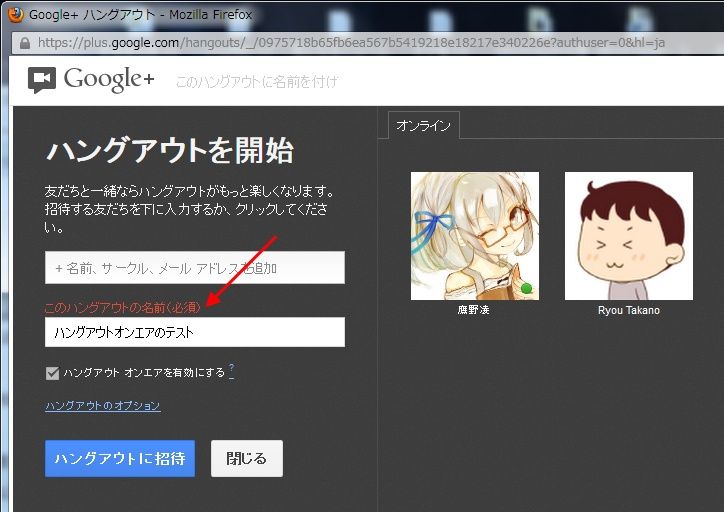 Google+ ハングアウト - Mozilla Firefox
https://plus.google.com/hangouts/_/0975718b65fb6ea567b5419218e18217e340226e?authuser=0&hl=ja
Google+ このハングアウトに名前を付け
ハングアウトを開始
友だちと一緒ならハングアウトがもっと楽しくなります。
招待する友だちを下に入力するか、クリックしてくださ
い。
+ 名前、サークル、メール アドレスを追加
このハングアウトの名前(必須)
ハングアウトオンエアのテスト
ハングアウト オンエアを有効にする ?
ハングアウトのオプション
ハングアウトに招待 閉じる
オンライン
鷹野凌
Ryou Takano